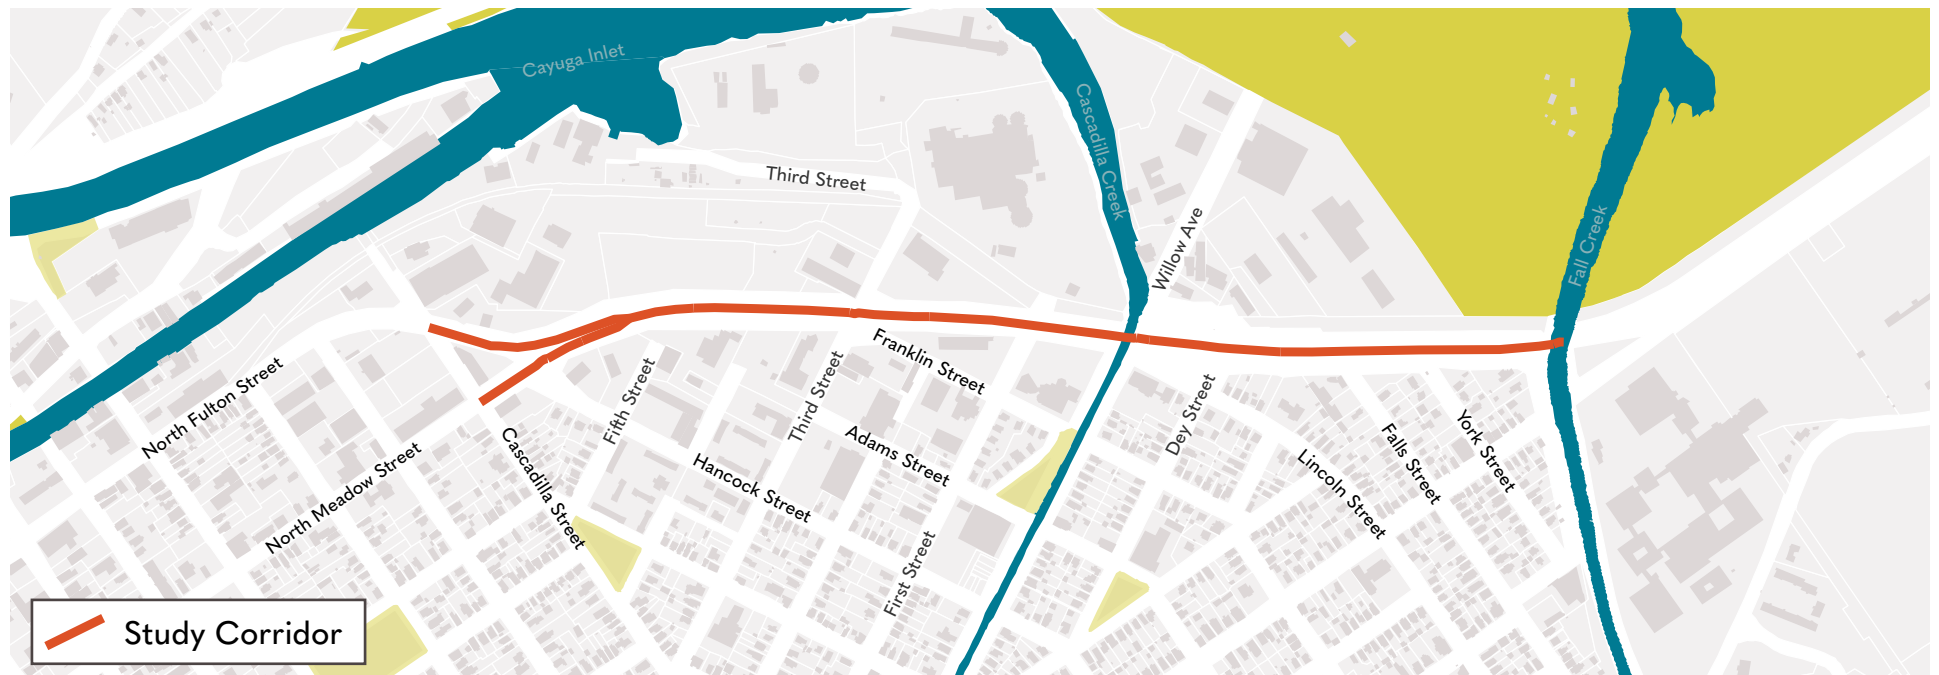 Cayuga Inlet
Cascadilla Creek
Third Street
Willow Ave
Fall Creek
Franklin Street
North Fulton Street
Fifth Street
Third Street
Dey Street
Adams Street
York Street
Falls Street
North Meadow Street
Cascadilla Street
Hancock Street
Lincoln Street
First Street
Study Corridor